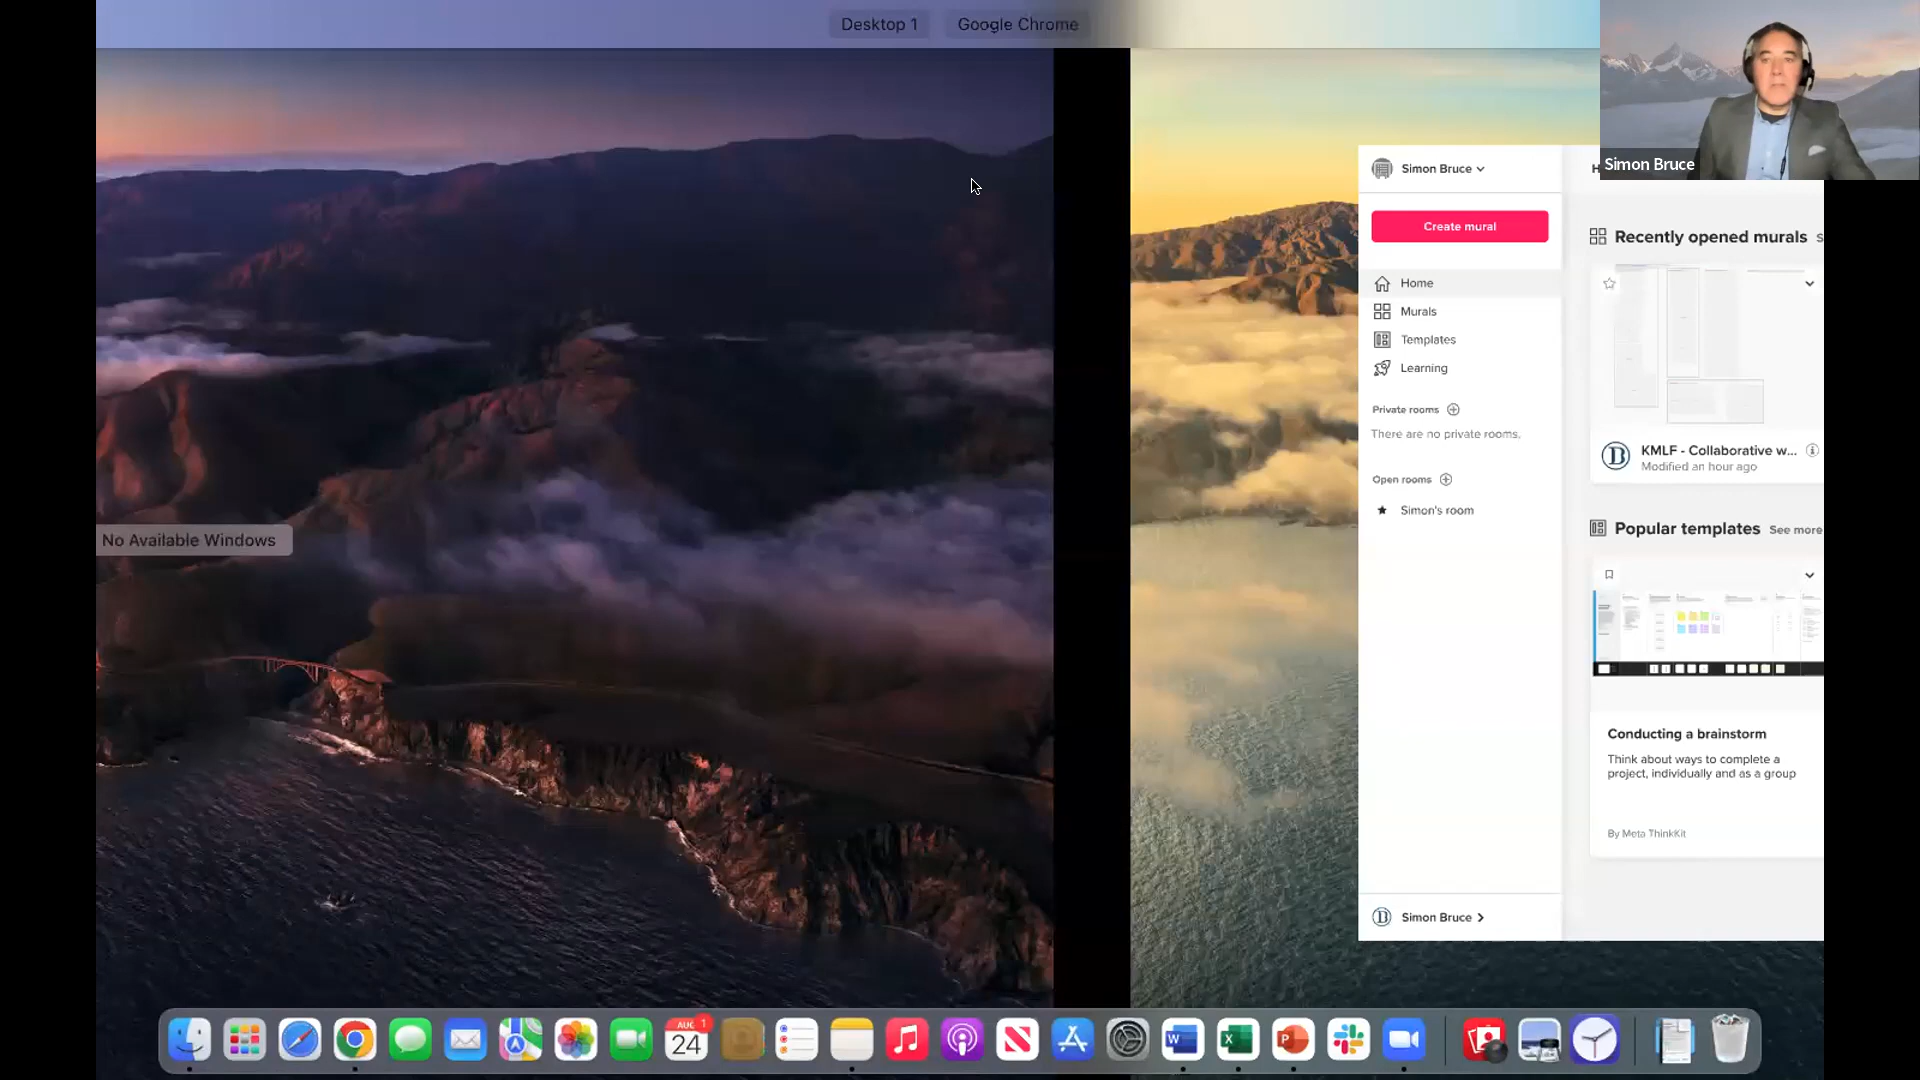 Desktop 1
Google Chrome
Simon Bruce
Simon Bruce
Create mural
Home
Murals
Templates
Learning
Private rooms
There are no private rooms.
Open rooms
Simon's room
Simon Bruce
Recently opened murals
KMLF - Collaborative w...
Modified an hour ago
Popular templates
See more
Conducting a brainstorm
Think about ways to complete a
project, individually and as a group
By Meta ThinkKit
No Available Windows
AUG
24
1